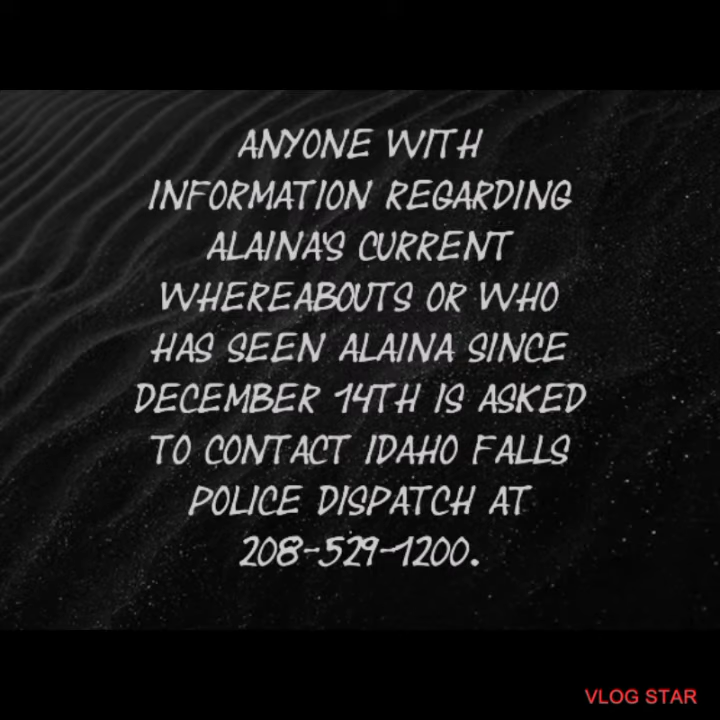 ANYONE WITH
INFORMATION REGARDING
ALAINA'S CURRENT
WHEREABOUTS OR WHO
HAS SEEN ALAINA SINCE
DECEMBER 14TH IS ASKED
TO CONTACT IDAHO FALLS
POLICE DISPATCH AT
208-529-1200.
VLOG STAR